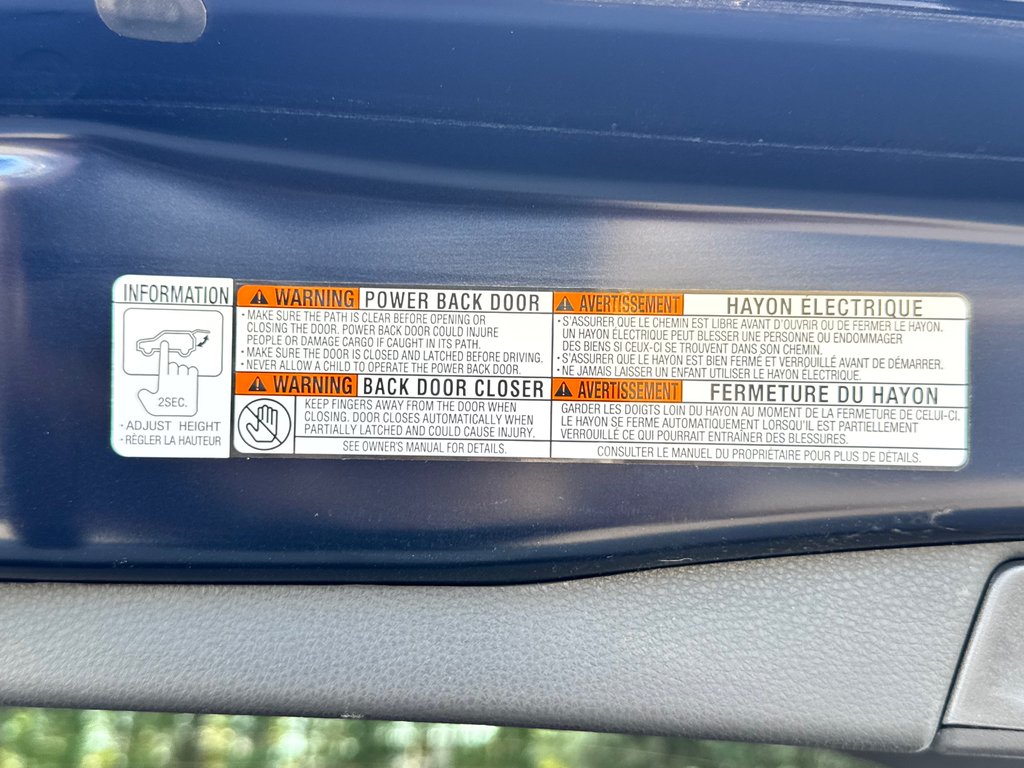 INFORMATION
2SEC.
· ADJUST HEIGHT
· RÈGLER LA HAUTEUR
WARNING POWER BACK DOOR
· MAKE SURE THE PATH IS CLEAR BEFORE OPENING OR
CLOSING THE DOOR. POWER BACK DOOR COULD INJURE
PEOPLE OR DAMAGE CARGO IF CAUGHT IN ITS PATH.
· MAKE SURE THE DOOR IS CLOSED AND LATCHED BEFORE DRIVING.
· NEVER ALLOW A CHILD TO OPERATE THE POWER BACK DOOR.
WARNING BACK DOOR CLOSER
KEEP FINGERS AWAY FROM THE DOOR WHEN
CLOSING. DOOR CLOSES AUTOMATICALLY WHEN
PARTIALLY LATCHED AND COULD CAUSE INJURY.
SEE OWNER'S MANUAL FOR DETAILS.
AVERTISSEMENT HAYON ÉLECTRIQUE
· S'ASSURER QUE LE CHEMIN EST LIBRE AVANT D'OUVRIR OU DE FERMER LE HAYON.
UN HAYON ÉLECTRIQUE PEUT BLESSER UNE PERSONNE OU ENDOMMAGER
DES BIENS SI CEUX-CI SE TROUVENT DANS SON CHEMIN.
· S'ASSURER QUE LE HAYON EST BIEN FERMÉ ET VERROUILLÉ AVANT DE DÉMARRER.
· NE JAMAIS LAISSER UN ENFANT UTILISER LE HAYON ÉLECTRIQUE.
AVERTISSEMENT FERMETURE DU HAYON
GARDER LES DOIGTS LOIN DU HAYON AU MOMENT DE LA FERMETURE DE CELUI-CI.
LE HAYON SE FERME AUTOMATIQUEMENT LORSQU'IL EST PARTIELLEMENT
VERROUILLÉ CE QUI POURRAIT ENTRAÎNER DES BLESSURES.
CONSULTER LE MANUEL DU PROPRIÉTAIRE POUR PLUS DE DÉTAILS.